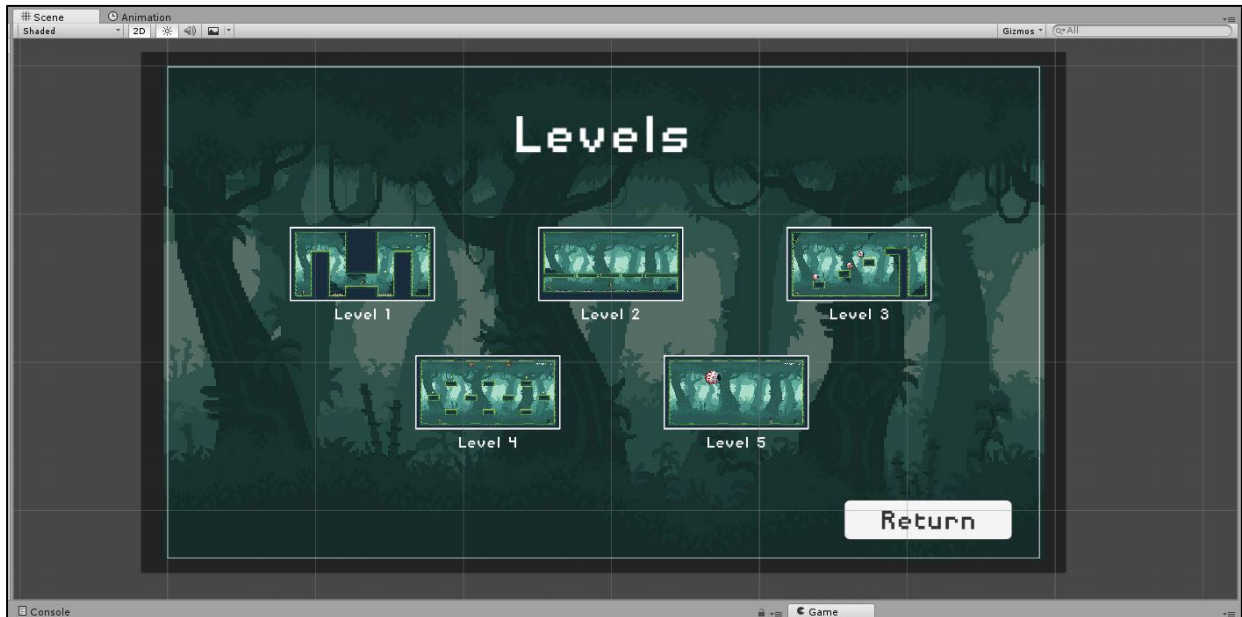 Scene
Animation
Shaded
2D
Gizmos
All
Levels
Level 1
Level 2
Level 3
Level 4
Level 5
Return
Console
Game